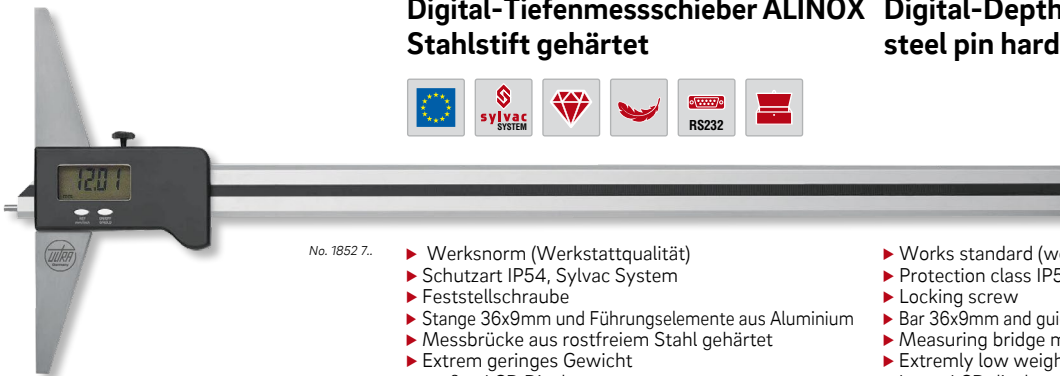 Digital-Tiefenmessschieber ALINOX
Stahlstift gehärtet
Digital-Depth
steel pin hard
sylvac
SYSTEM
RS232
12.01
ULTRA
No. 1852 7..
▶ Werksnorm (Werkstattqualität)
▶ Schutzart IP54, Sylvac System
▶ Feststellschraube
▶ Stange 36x9mm und Führungselemente aus Aluminium
▶ Messbrücke aus rostfreiem Stahl gehärtet
▶ Extrem geringes Gewicht
▶ Works standard (w
▶ Protection class IP5
▶ Locking screw
▶ Bar 36x9mm and gui
▶ Measuring bridge m
▶ Extremly low weigh